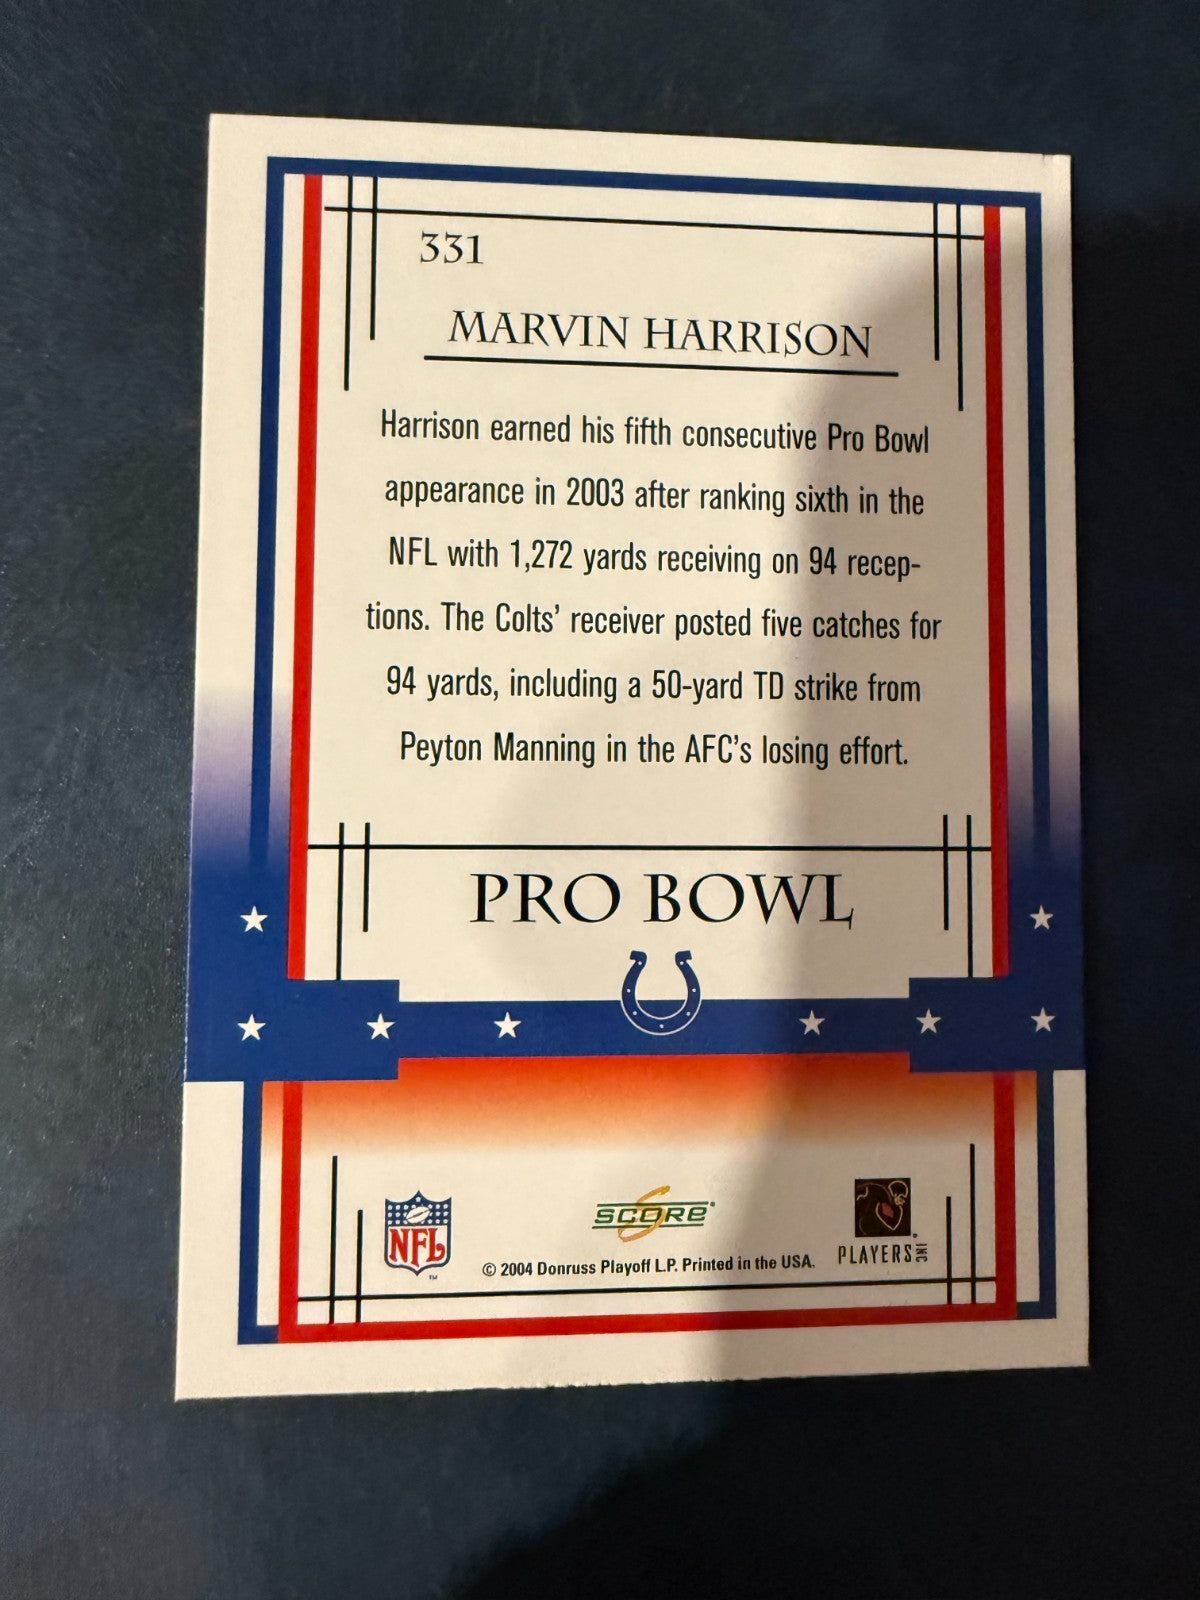 331
MARVIN HARRISON
Harrison earned his fifth consecutive Pro Bowl
appearance in 2003 after ranking sixth in the
NFL with 1,272 yards receiving on 94 recep-
tions. The Colts' receiver posted five catches for
94 yards, including a 50-yard TD strike from
Peyton Manning in the AFC's losing effort.
PRO BOWL
NFL
TM
SCORE®
© 2004 Donruss Playoff L.P. Printed in the USA.
PLAYERS INC